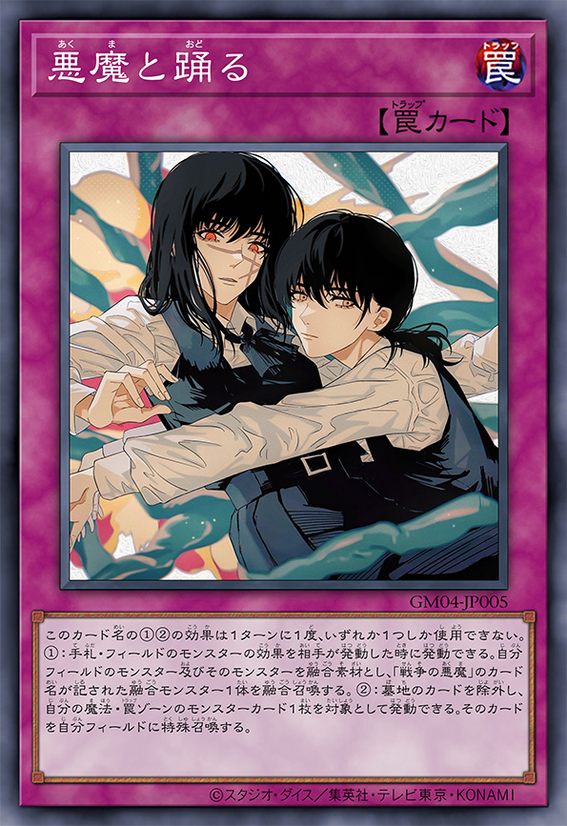 悪魔と踊る
罠
【罠カード】
GM04-JP005
このカード名の①②の効果は1ターンに1度、いずれか1つしか使用できない。
①：手札・フィールドのモンスターの効果を相手が発動した時に発動できる。自分
フィールドのモンスター及びそのモンスターを融合素材とし、「戦争の悪魔」のカード
名が記された融合モンスター1体を融合召喚する。②：墓地のカードを除外し、
自分の魔法・罠ゾーンのモンスターカード1枚を対象として発動できる。そのカード
を自分フィールドに特殊召喚する。
©スタジオ・ダイス／集英社・テレビ東京・KONAMI